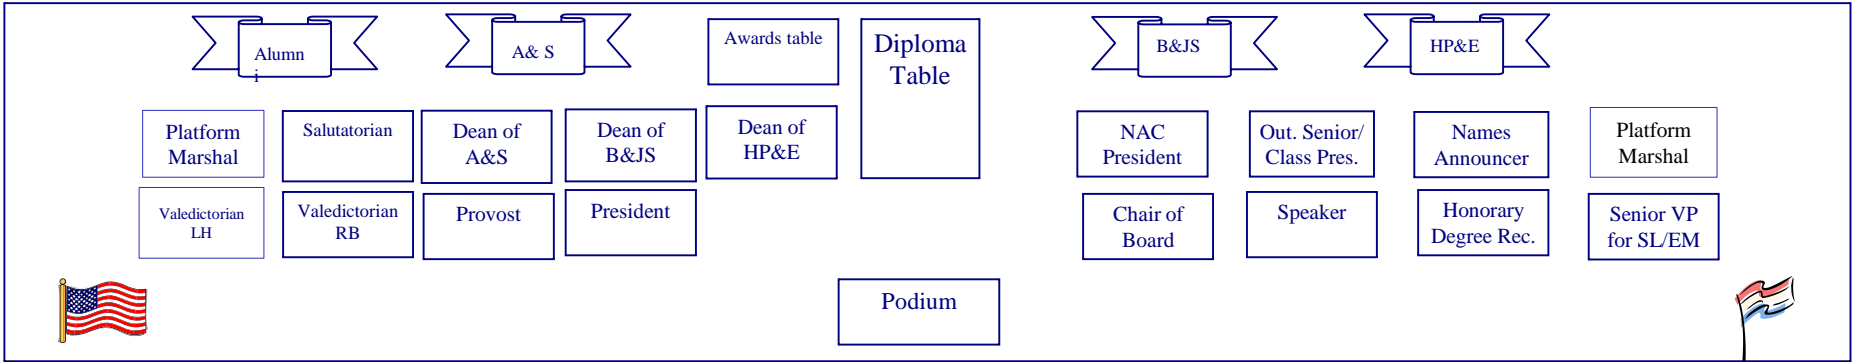 Alumn
i
A& S
Awards table
Diploma
Table
B&JS
HP&E
Platform
Marshal
Salutatorian
Dean of
A&S
Dean of
B&JS
Dean of
HP&E
NAC
President
Out. Senior/
Class Pres.
Names
Announcer
Platform
Marshal
Valedictorian
LH
Valedictorian
RB
Provost
President
Chair of
Board
Speaker
Honorary
Degree Rec.
Senior VP
for SL/EM
Podium